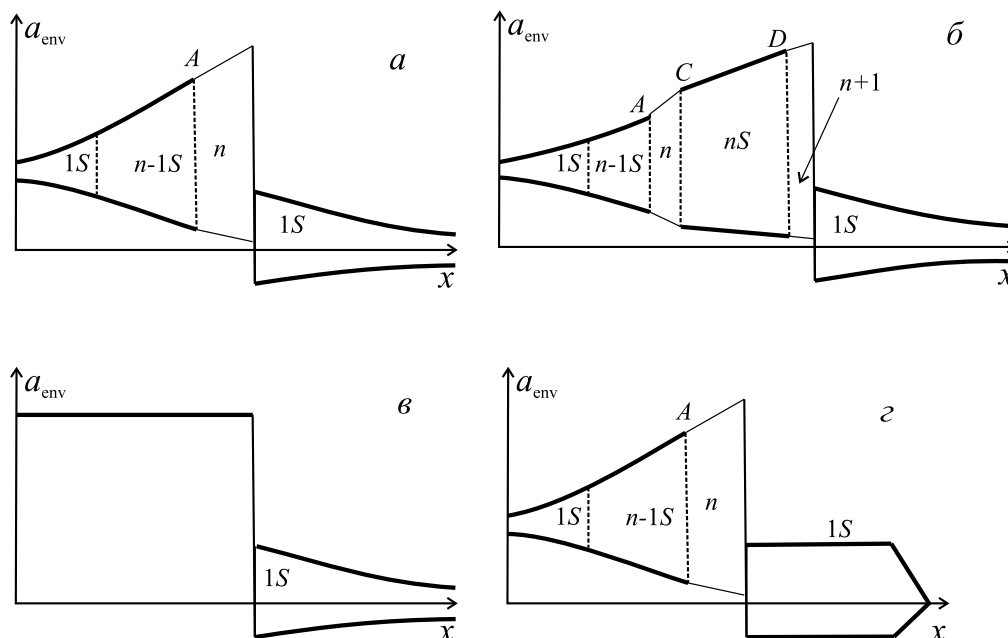 a_env
а
A
1S
n-1S
n
1S
x
a_env
б
D
C
A
n+1
1S
n-1S
n
nS
1S
x
a_env
в
1S
x
a_env
г
A
1S
n-1S
n
1S
x